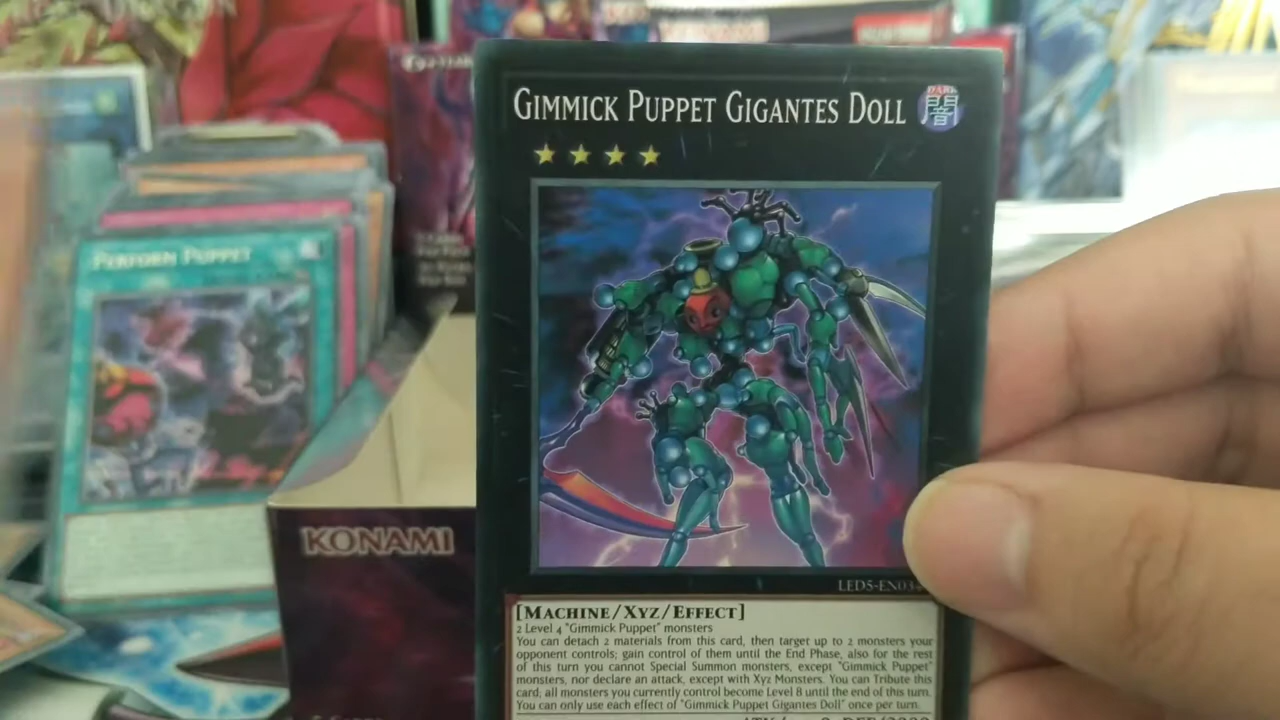 GIMMICK PUPPET GIGANTES DOLL
DARK
闇
PERFORM PUPPET
KONAMI
LED5-EN034
[MACHINE/XYZ/EFFECT]
2 Level 4 "Gimmick Puppet" monsters
You can detach 2 materials from this card, then target up to 2 monsters your
opponent controls; gain control of them until the End Phase, also for the rest
of this turn you cannot Special Summon monsters, except "Gimmick Puppet"
monsters, nor declare an attack, except with Xyz Monsters. You can Tribute this
card; all monsters you currently control become Level 8 until the end of this turn.
You can only use each effect of "Gimmick Puppet Gigantes Doll" once per turn.